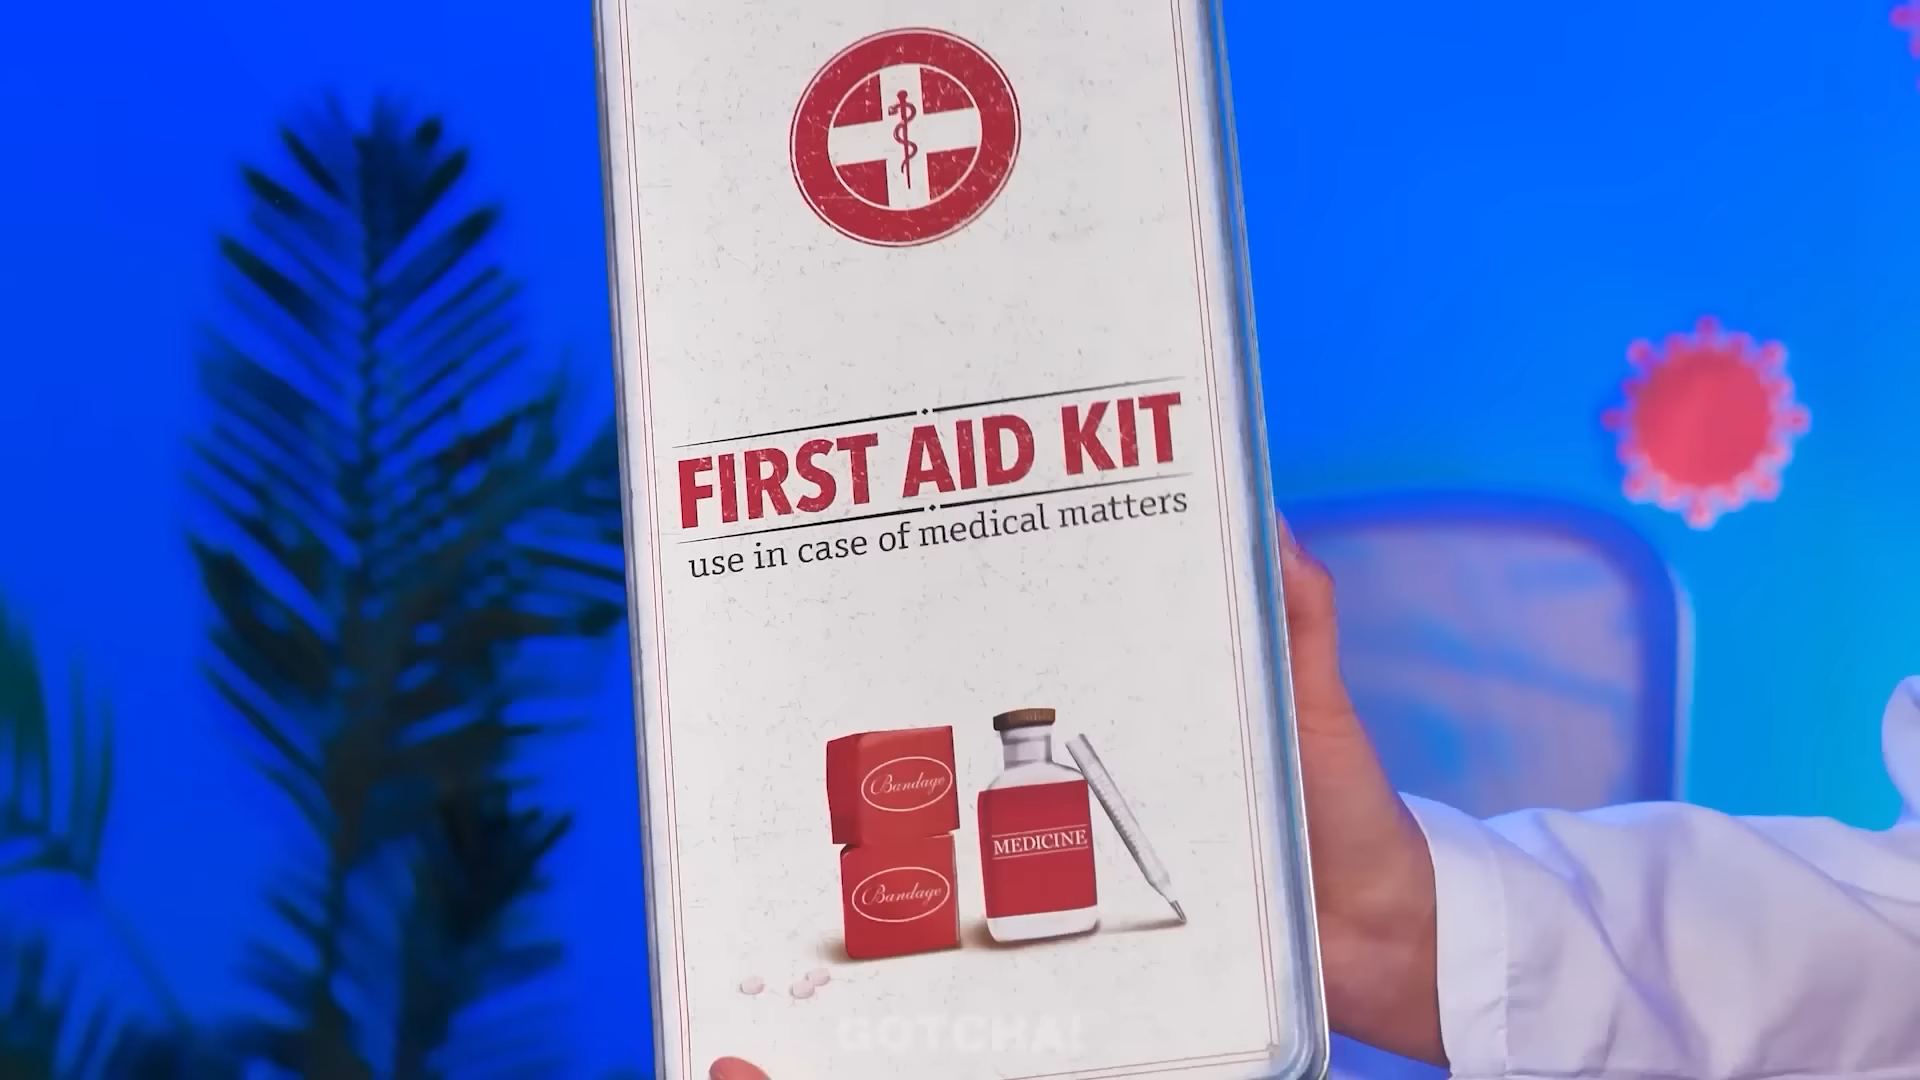 FIRST AID KIT
use in case of medical matters
Bandage
MEDICINE
Bandage
GOTCHA!